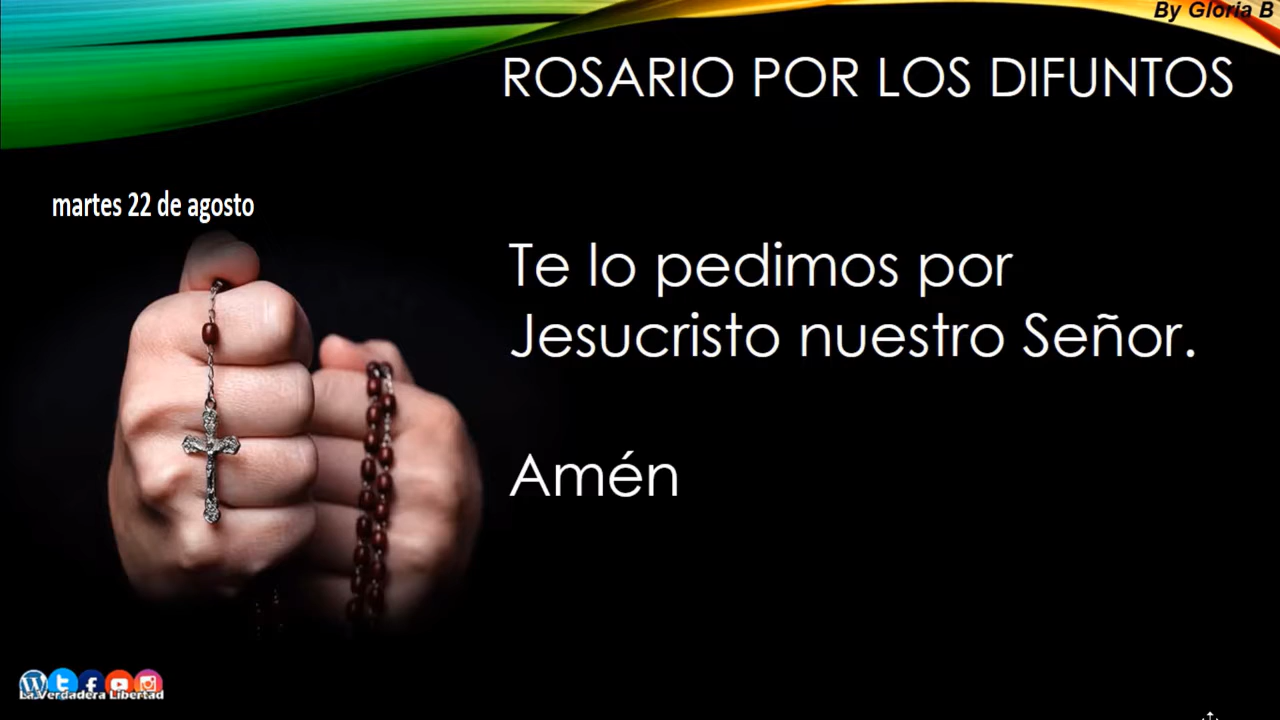 By Gloria B
ROSARIO POR LOS DIFUNTOS
martes 22 de agosto
Te lo pedimos por
Jesucristo nuestro Señor.
Amén
La Verdadera Libertad